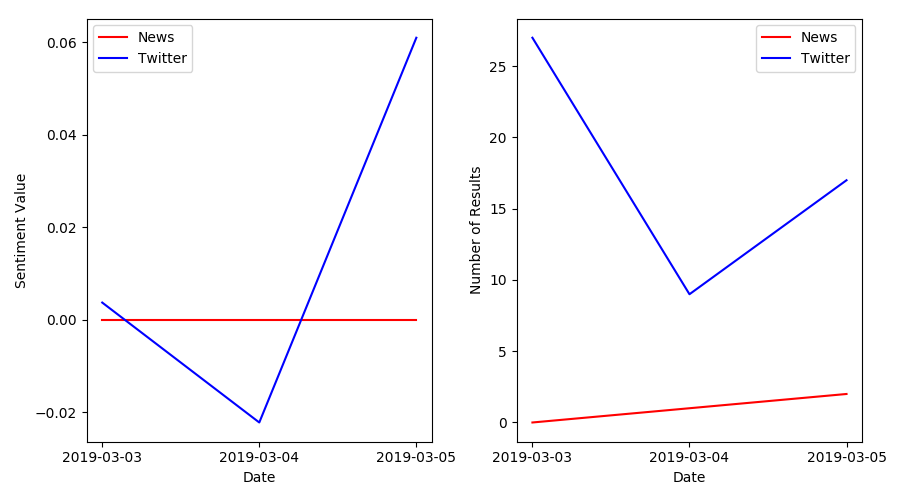 News
Twitter
0.06
0.04
0.02
0.00
−0.02
Sentiment Value
2019-03-03
2019-03-04
2019-03-05
Date
News
Twitter
25
20
15
10
5
0
Number of Results
2019-03-03
2019-03-04
2019-03-05
Date